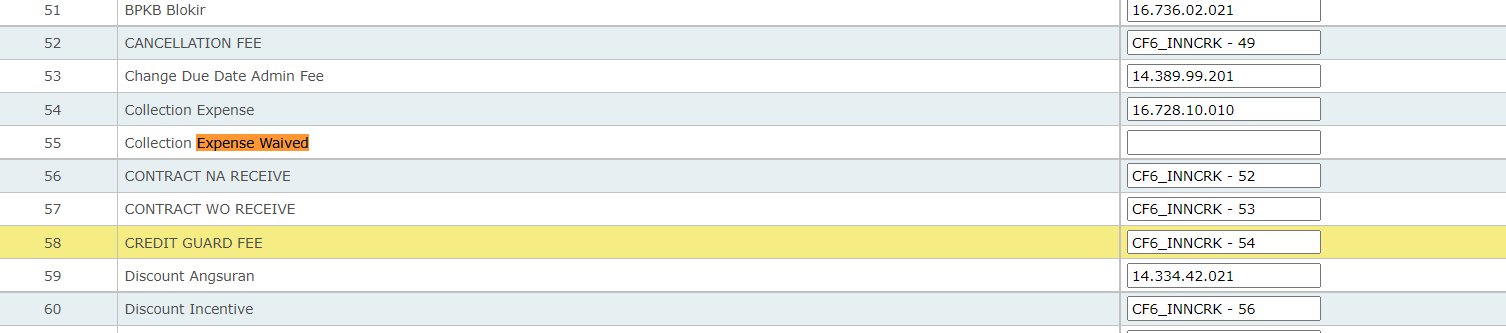 51 BPKB Blokir 16.736.02.021
52 CANCELLATION FEE CF6_INNCRK - 49
53 Change Due Date Admin Fee 14.389.99.201
54 Collection Expense 16.728.10.010
55 Collection Expense Waived
56 CONTRACT NA RECEIVE CF6_INNCRK - 52
57 CONTRACT WO RECEIVE CF6_INNCRK - 53
58 CREDIT GUARD FEE CF6_INNCRK - 54
59 Discount Angsuran 14.334.42.021
60 Discount Incentive CF6_INNCRK - 56